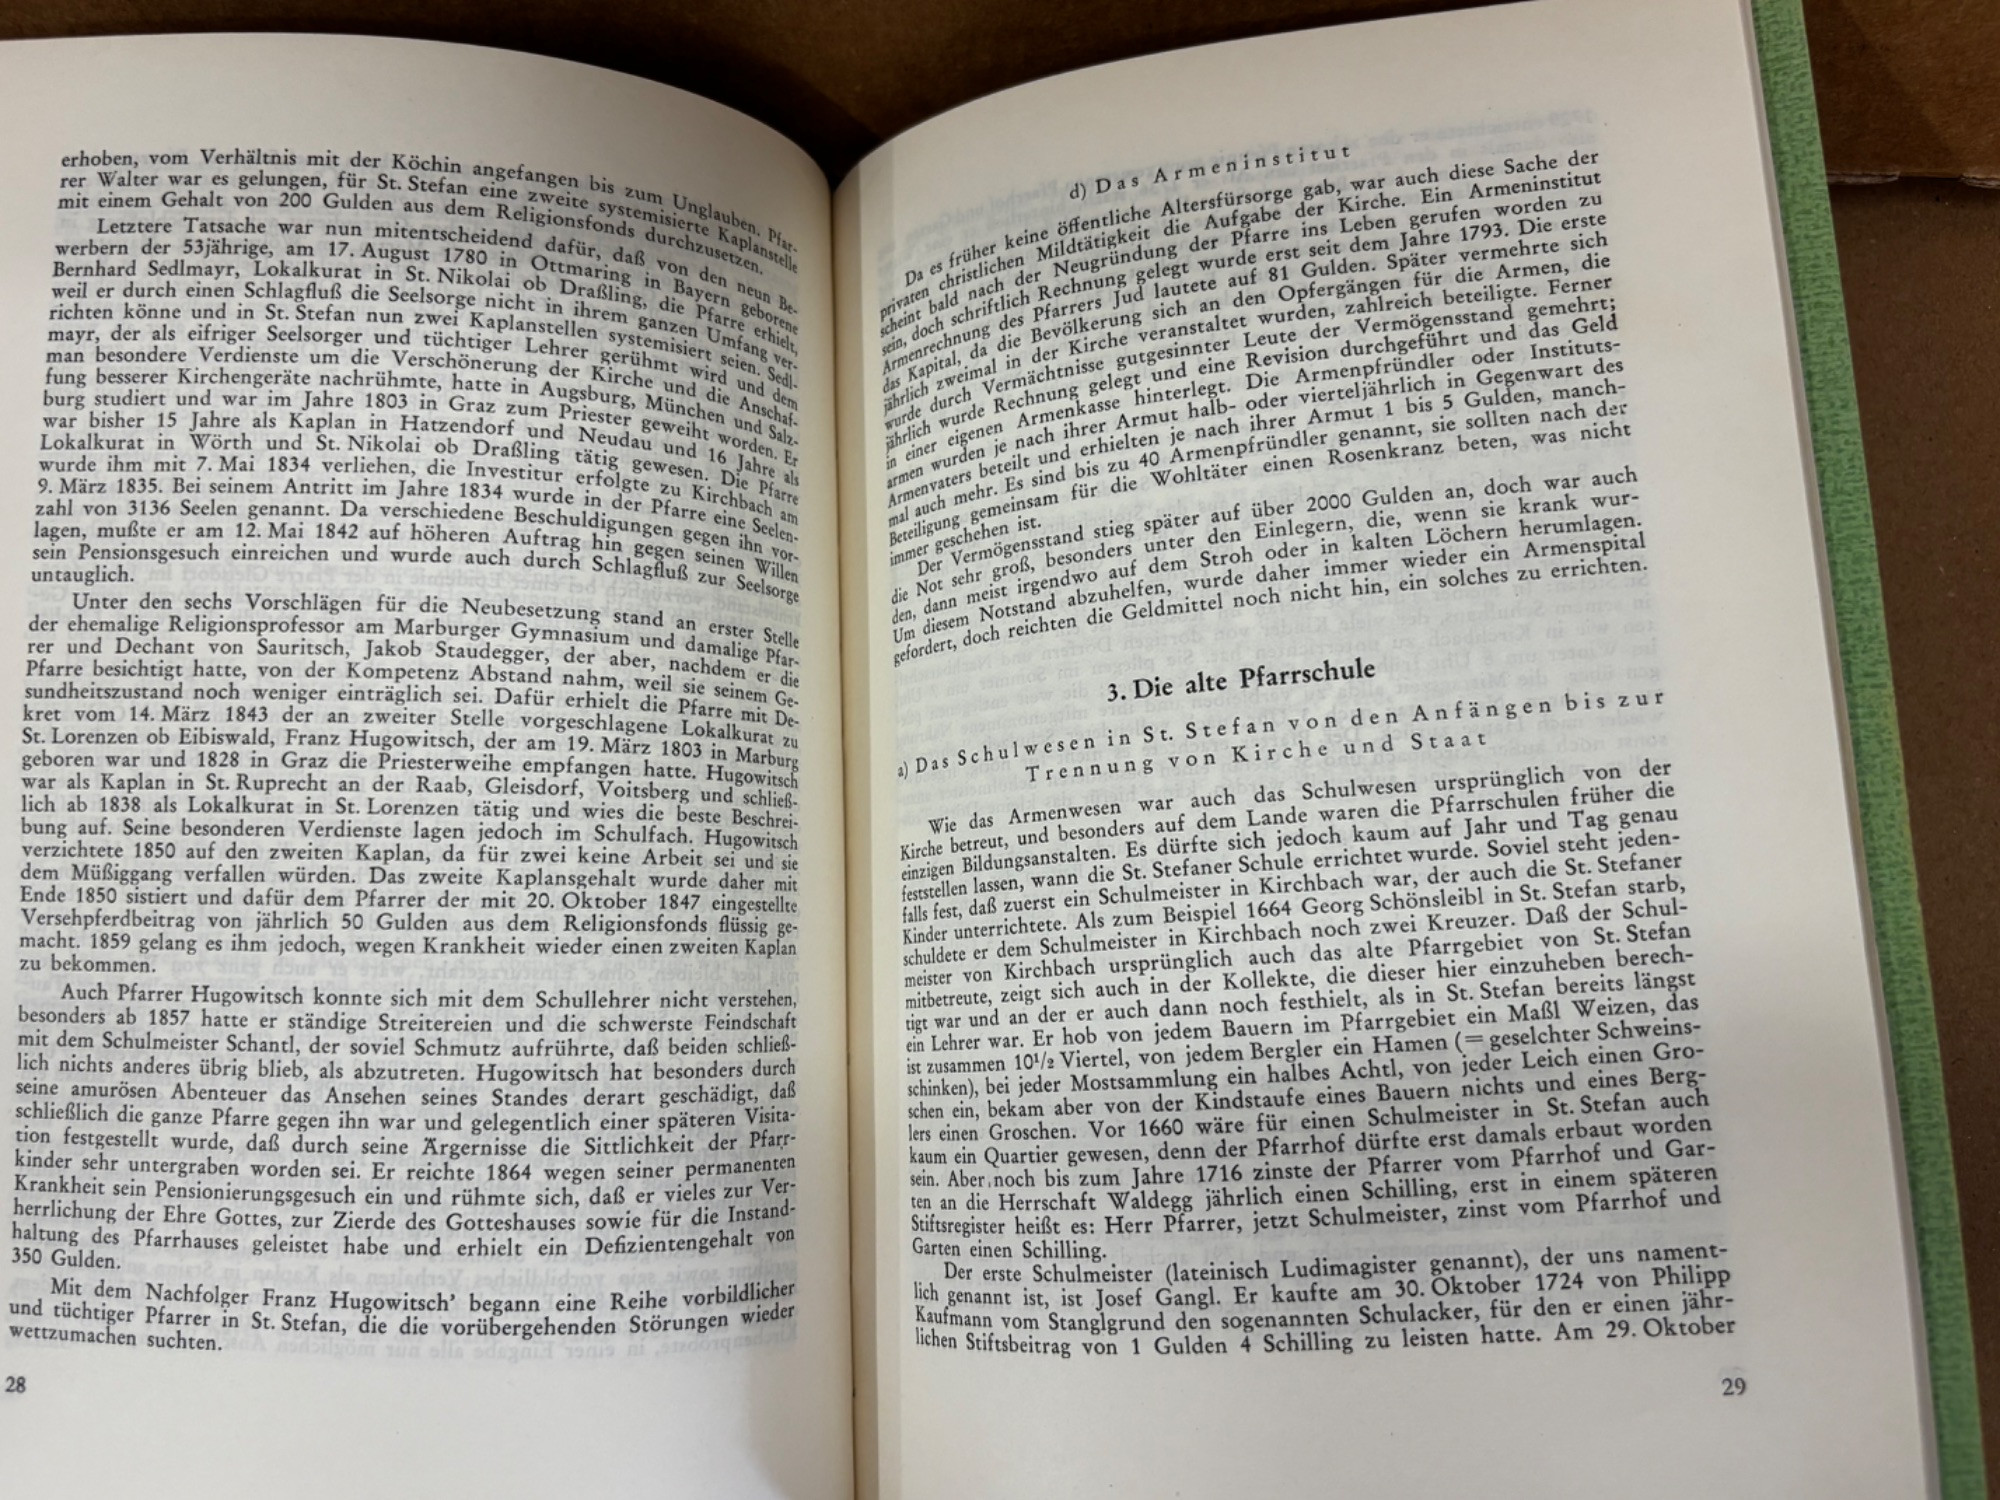 erhoben, vom Verhältnis mit der Köchin angefangen bis zum Unglauben. Pfar-
rer Walter war es gelungen, für St. Stefan eine zweite systemisierte Kaplanstelle
mit einem Gehalt von 200 Gulden aus dem Religionsfonds durchzusetzen.
Letztere Tatsache war nun mitentscheidend dafür, daß von den neun Be-
werbern der 53jährige, am 17. August 1780 in Ottmaring in Bayern geborene
Bernhard Sedlmayr, Lokalkurat in St. Nikolai ob Draßling, die Pfarre erhielt,
weil er durch einen Schlagfluß die Seelsorge nicht in ihrem ganzen Umfang ver-
richten könne und in St. Stefan nun zwei Kaplanstellen systemisiert seien. Sedl-
mayr, der als eifriger Seelsorger und tüchtiger Lehrer gerühmt wird und dem
man besondere Verdienste um die Verschönerung der Kirche und die Anschaf-
fung besserer Kirchengeräte nachrühmte, hatte in Augsburg, München und Salz-
burg studiert und war im Jahre 1803 in Graz zum Priester geweiht worden. Er
war bisher 15 Jahre als Kaplan in Hatzendorf und Neudau und 16 Jahre als
Lokalkurat in Wörth und St. Nikolai ob Draßling tätig gewesen. Die Pfarre
wurde ihm mit 7. Mai 1834 verliehen, die Investitur erfolgte zu Kirchbach am
9. März 1835. Bei seinem Antritt im Jahre 1834 wurde in der Pfarre eine Seelen-
zahl von 3136 Seelen genannt. Da verschiedene Beschuldigungen gegen ihn vor-
lagen, mußte er am 12. Mai 1842 auf höheren Auftrag hin gegen seinen Willen
sein Pensionsgesuch einreichen und wurde auch durch Schlagfluß zur Seelsorge
untauglich.
Unter den sechs Vorschlägen für die Neubesetzung stand an erster Stelle
der ehemalige Religionsprofessor am Marburger Gymnasium und damalige Pfar-
rer und Dechant von Sauritsch, Jakob Staudegger, der aber, nachdem er die
Pfarre besichtigt hatte, von der Kompetenz Abstand nahm, weil sie seinem Ge-
sundheitszustand noch weniger einträglich sei. Dafür erhielt die Pfarre mit De-
kret vom 14. März 1843 der an zweiter Stelle vorgeschlagene Lokalkurat zu
St. Lorenzen ob Eibiswald, Franz Hugowitsch, der am 19. März 1803 in Marburg
geboren war und 1828 in Graz die Priesterweihe empfangen hatte. Hugowitsch
war als Kaplan in St. Ruprecht an der Raab, Gleisdorf, Voitsberg und schließ-
lich ab 1838 als Lokalkurat in St. Lorenzen tätig und wies die beste Beschrei-
bung auf. Seine besonderen Verdienste lagen jedoch im Schulfach. Hugowitsch
verzichtete 1850 auf den zweiten Kaplan, da für zwei keine Arbeit sei und sie
dem Müßiggang verfallen würden. Das zweite Kaplansgehalt wurde daher mit
Ende 1850 sistiert und dafür dem Pfarrer der mit 20. Oktober 1847 eingestellte
Versehpferdbeitrag von jährlich 50 Gulden aus dem Religionsfonds flüssig ge-
macht. 1859 gelang es ihm jedoch, wegen Krankheit wieder einen zweiten Kaplan
zu bekommen.
Auch Pfarrer Hugowitsch konnte sich mit dem Schullehrer nicht verstehen,
besonders ab 1857 hatte er ständige Streitereien und die schwerste Feindschaft
mit dem Schulmeister Schantl, der soviel Schmutz aufrührte, daß beiden schließ-
lich nichts anderes übrig blieb, als abzutreten. Hugowitsch hat besonders durch
seine amurösen Abenteuer das Ansehen seines Standes derart geschädigt, daß
schließlich die ganze Pfarre gegen ihn war und gelegentlich einer späteren Visita-
tion festgestellt wurde, daß durch seine Ärgernisse die Sittlichkeit der Pfarr-
kinder sehr untergraben worden sei. Er reichte 1864 wegen seiner permanenten
Krankheit sein Pensionierungsgesuch ein und rühmte sich, daß er vieles zur Ver-
herrlichung der Ehre Gottes, zur Zierde des Gotteshauses sowie für die Instand-
haltung des Pfarrhauses geleistet habe und erhielt ein Defizientengehalt von
350 Gulden.
Mit dem Nachfolger Franz Hugowitsch' begann eine Reihe vorbildlicher
und tüchtiger Pfarrer in St. Stefan, die die vorübergehenden Störungen wieder
wettzumachen suchten.
28
d) Das Armeninstitut
Da es früher keine öffentliche Altersfürsorge gab, war auch diese Sache der
privaten christlichen Mildtätigkeit die Aufgabe der Kirche. Ein Armeninstitut
scheint bald nach der Neugründung der Pfarre ins Leben gerufen worden zu
sein, doch schriftlich Rechnung gelegt wurde erst seit dem Jahre 1793. Die erste
Armenrechnung des Pfarrers Jud lautete auf 81 Gulden. Später vermehrte sich
das Kapital, da die Bevölkerung sich an den Opfergängen für die Armen, die
jährlich zweimal in der Kirche veranstaltet wurden, zahlreich beteiligte. Ferner
wurde durch Vermächtnisse gutgesinnter Leute der Vermögensstand gemehrt;
jährlich wurde Rechnung gelegt und eine Revision durchgeführt und das Geld
in einer eigenen Armenkasse hinterlegt. Die Armenpfründler oder Instituts-
armen wurden je nach ihrer Armut halb- oder vierteljährlich in Gegenwart des
Armenvaters beteilt und erhielten je nach ihrer Armut 1 bis 5 Gulden, manch-
mal auch mehr. Es sind bis zu 40 Armenpfründler genannt, sie sollten nach der
Beteiligung gemeinsam für die Wohltäter einen Rosenkranz beten, was nicht
immer geschehen ist.
Der Vermögensstand stieg später auf über 2000 Gulden an, doch war auch
die Not sehr groß, besonders unter den Einlegern, die, wenn sie krank wur-
den, dann meist irgendwo auf dem Stroh oder in kalten Löchern herumlagen.
Um diesem Notstand abzuhelfen, wurde daher immer wieder ein Armenspital
gefordert, doch reichten die Geldmittel noch nicht hin, ein solches zu errichten.
3. Die alte Pfarrschule
a) Das Schulwesen in St. Stefan von den Anfängen bis zur
Trennung von Kirche und Staat
Wie das Armenwesen war auch das Schulwesen ursprünglich von der
Kirche betreut, und besonders auf dem Lande waren die Pfarrschulen früher die
einzigen Bildungsanstalten. Es dürfte sich jedoch kaum auf Jahr und Tag genau
feststellen lassen, wann die St. Stefaner Schule errichtet wurde. Soviel steht jeden-
falls fest, daß zuerst ein Schulmeister in Kirchbach war, der auch die St. Stefaner
Kinder unterrichtete. Als zum Beispiel 1664 Georg Schönsleibl in St. Stefan starb,
schuldete er dem Schulmeister in Kirchbach noch zwei Kreuzer. Daß der Schul-
meister von Kirchbach ursprünglich auch das alte Pfarrgebiet von St. Stefan
mitbetreute, zeigt sich auch in der Kollekte, die dieser hier einzuheben berech-
tigt war und an der er auch dann noch festhielt, als in St. Stefan bereits längst
ein Lehrer war. Er hob von jedem Bauern im Pfarrgebiet ein Maßl Weizen, das
ist zusammen 10¹/₂ Viertel, von jedem Bergler ein Hamen (= geselchter Schweins-
schinken), bei jeder Mostsammlung ein halbes Achtl, von jeder Leich einen Gro-
schen ein, bekam aber von der Kindstaufe eines Bauern nichts und eines Berg-
lers einen Groschen. Vor 1660 wäre für einen Schulmeister in St. Stefan auch
kaum ein Quartier gewesen, denn der Pfarrhof dürfte erst damals erbaut worden
sein. Aber noch bis zum Jahre 1716 zinste der Pfarrer vom Pfarrhof und Gar-
ten an die Herrschaft Waldegg jährlich einen Schilling, erst in einem späteren
Stiftsregister heißt es: Herr Pfarrer, jetzt Schulmeister, zinst vom Pfarrhof und
Garten einen Schilling.
Der erste Schulmeister (lateinisch Ludimagister genannt), der uns nament-
lich genannt ist, ist Josef Gangl. Er kaufte am 30. Oktober 1724 von Philipp
Kaufmann vom Stanglgrund den sogenannten Schulacker, für den er einen jähr-
lichen Stiftsbeitrag von 1 Gulden 4 Schilling zu leisten hatte. Am 29. Oktober
29